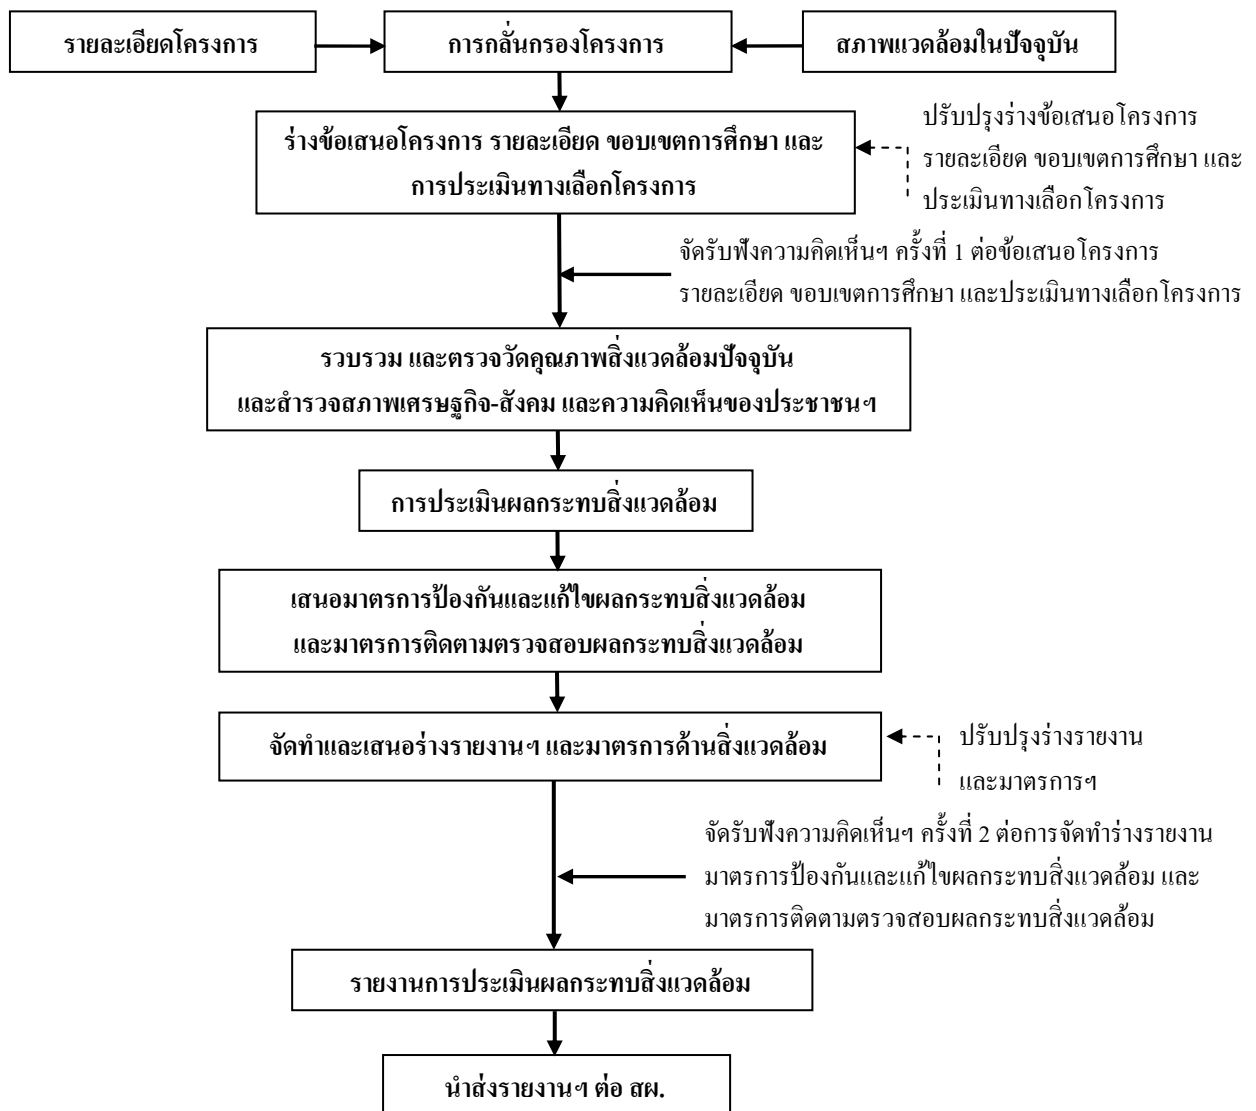 รายละเอียดโครงการ
การกลั่นกรองโครงการ
สภาพแวดล้อมในปัจจุบัน
ร่างข้อเสนอโครงการ รายละเอียด ขอบเขตการศึกษา และ
การประเมินทางเลือกโครงการ
ปรับปรุงร่างข้อเสนอโครงการ
รายละเอียด ขอบเขตการศึกษา และ
ประเมินทางเลือกโครงการ
จัดรับฟังความคิดเห็นฯ ครั้งที่ 1 ต่อข้อเสนอโครงการ
รายละเอียด ขอบเขตการศึกษา และประเมินทางเลือกโครงการ
รวบรวม และตรวจวัดคุณภาพสิ่งแวดล้อมปัจจุบัน
และสำรวจสภาพเศรษฐกิจ-สังคม และความคิดเห็นของประชาชนฯ
การประเมินผลกระทบสิ่งแวดล้อม
เสนอมาตรการป้องกันและแก้ไขผลกระทบสิ่งแวดล้อม
และมาตรการติดตามตรวจสอบผลกระทบสิ่งแวดล้อม
จัดทำและเสนอร่างรายงานฯ และมาตรการด้านสิ่งแวดล้อม
ปรับปรุงร่างรายงาน
และมาตรการฯ
จัดรับฟังความคิดเห็นฯ ครั้งที่ 2 ต่อการจัดทำร่างรายงาน
มาตรการป้องกันและแก้ไขผลกระทบสิ่งแวดล้อม และ
มาตรการติดตามตรวจสอบผลกระทบสิ่งแวดล้อม
รายงานการประเมินผลกระทบสิ่งแวดล้อม
นำส่งรายงานฯ ต่อ สผ.